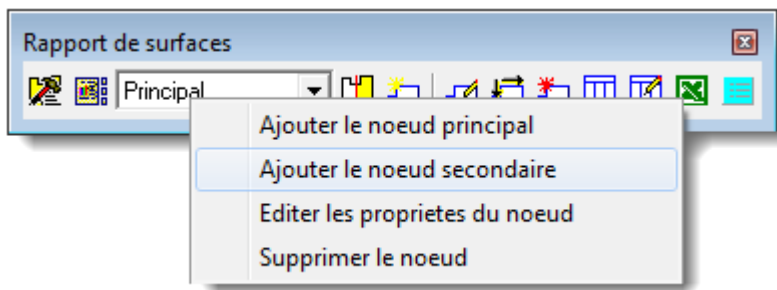 Rapport de surfaces
Principal
Ajouter le noeud principal
Ajouter le noeud secondaire
Editer les proprietes du noeud
Supprimer le noeud